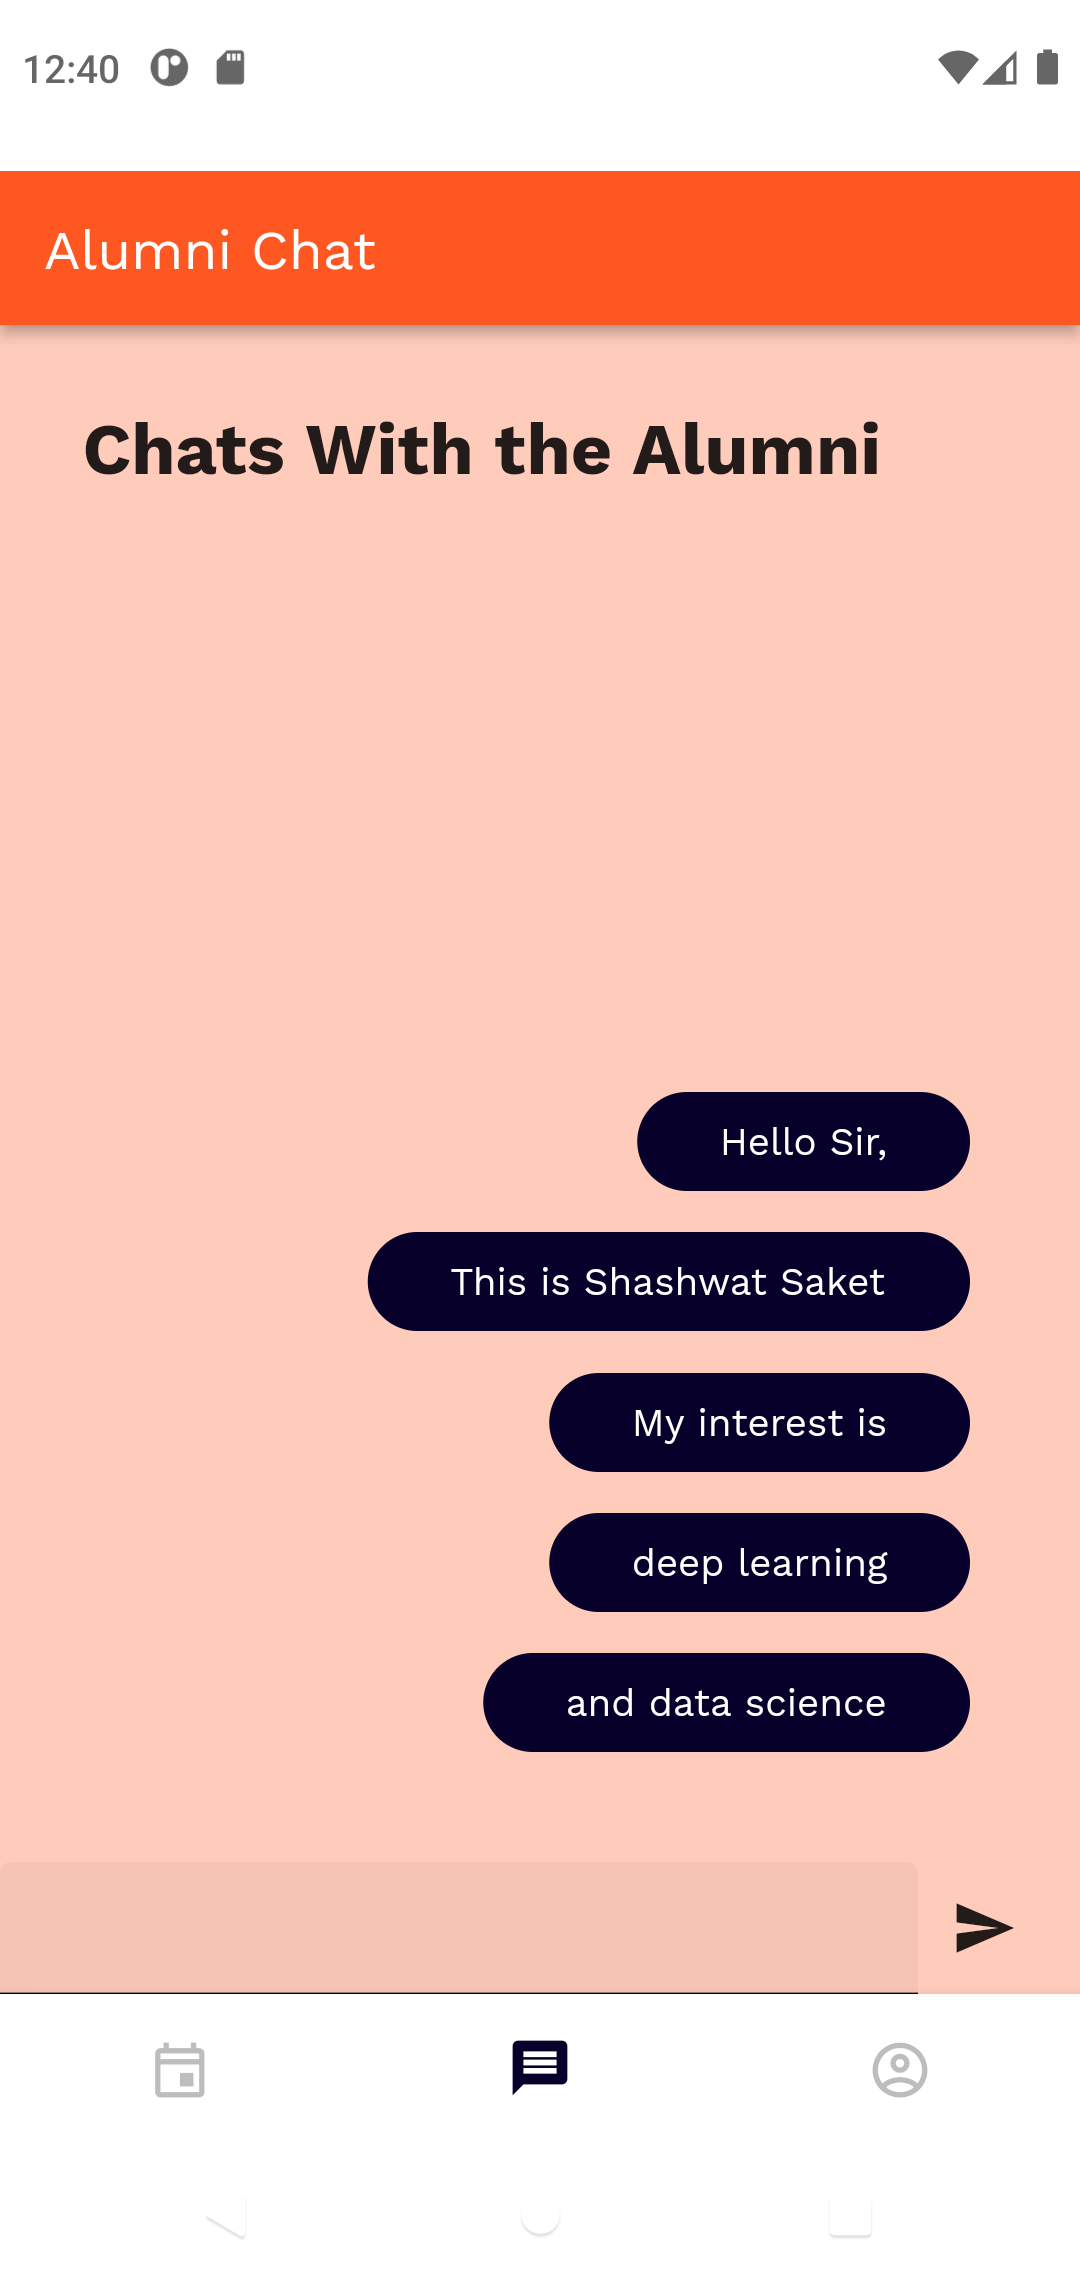 12:40
Alumni Chat
Chats With the Alumni
Hello Sir,
This is Shashwat Saket
My interest is
deep learning
and data science